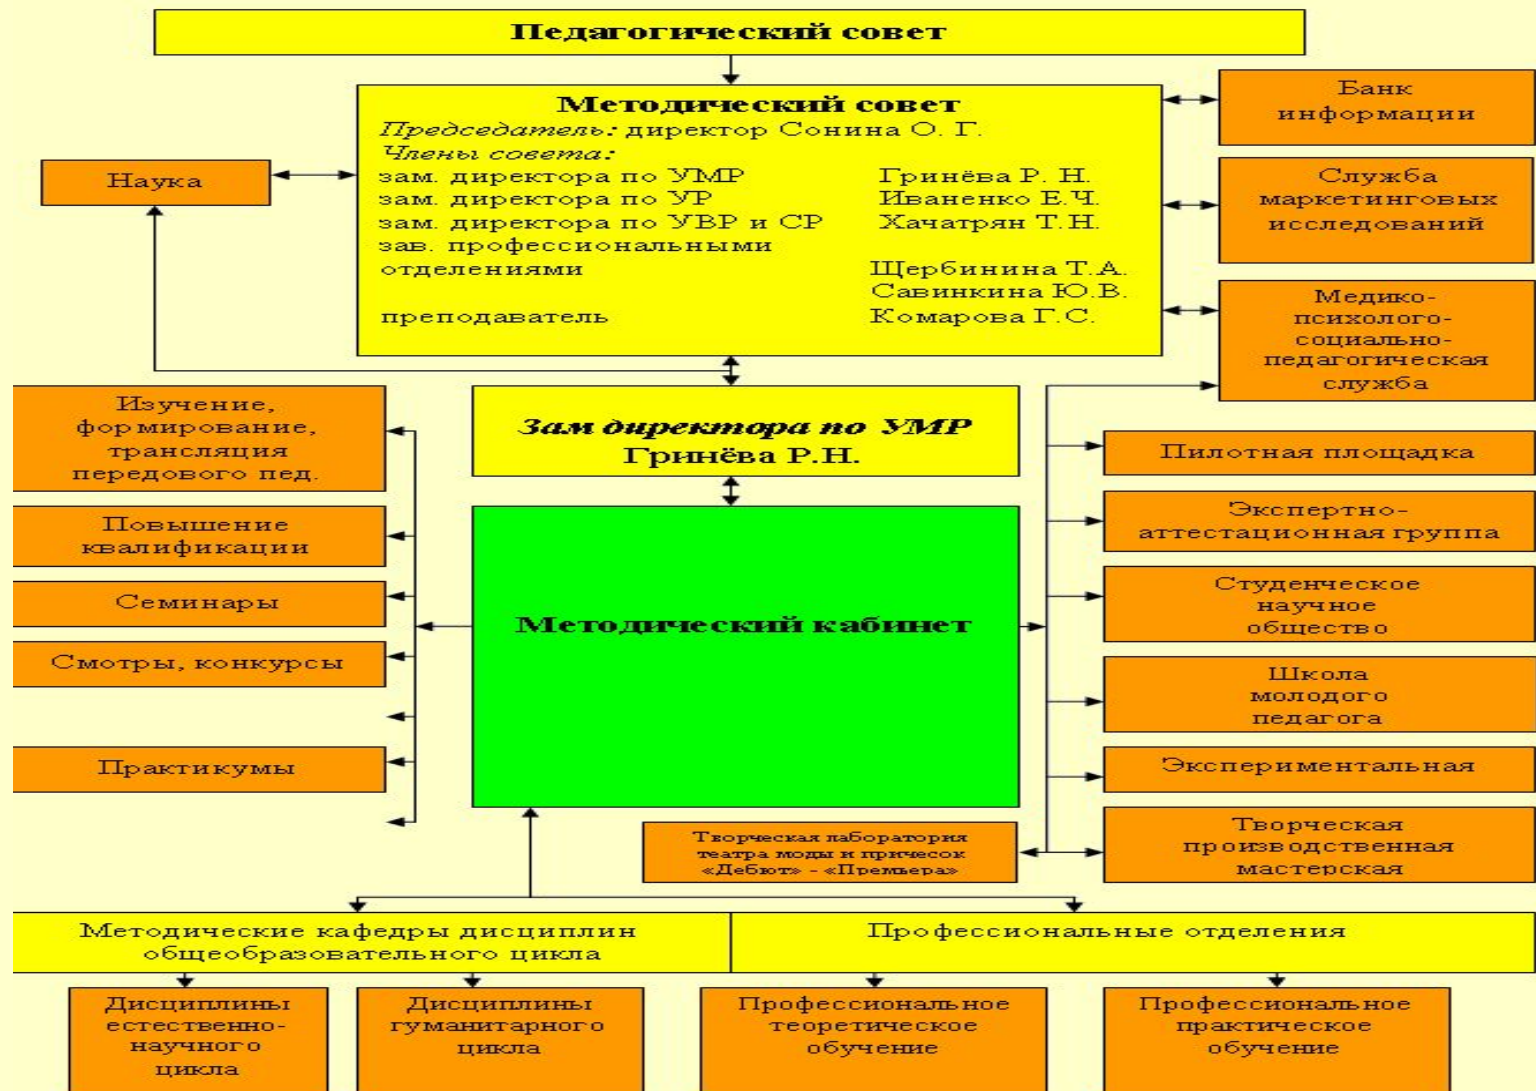 Педагогический совет
Методический совет
Председатель: директор Сонина О. Г.
Члены совета:
зам. директора по УМР Гринёва Р. Н.
зам. директора по УР Иваненко Е.Ч.
зам. директора по УВР и СР Хачатрян Т.Н.
зав. профессиональными
отделениями Щербинина Т.А.
Савинкина Ю.В.
преподаватель Комарова Г.С.
Наука
Банк
информации
Служба
маркетинговых
исследований
Медико-
психолого-
социально-
педагогическая
служба
Зам директора по УМР
Гринёва Р.Н.
Изучение,
формирование,
трансляция
передового пед.
Повышение
квалификации
Семинары
Смотры, конкурсы
Практикумы
Методический кабинет
Пилотная площадка
Экспертно-
аттестационная группа
Студенческое
научное
общество
Школа
молодого
педагога
Экспериментальная
Творческая
производственная
мастерская
Творческая лаборатория
театра моды и причесок
«Дебют» - «Премьера»
Методические кафедры дисциплин
общеобразовательного цикла
Профессиональные отделения
Дисциплины
естественно-
научного
цикла
Дисциплины
гуманитарного
цикла
Профессиональное
теоретическое
обучение
Профессиональное
практическое
обучение